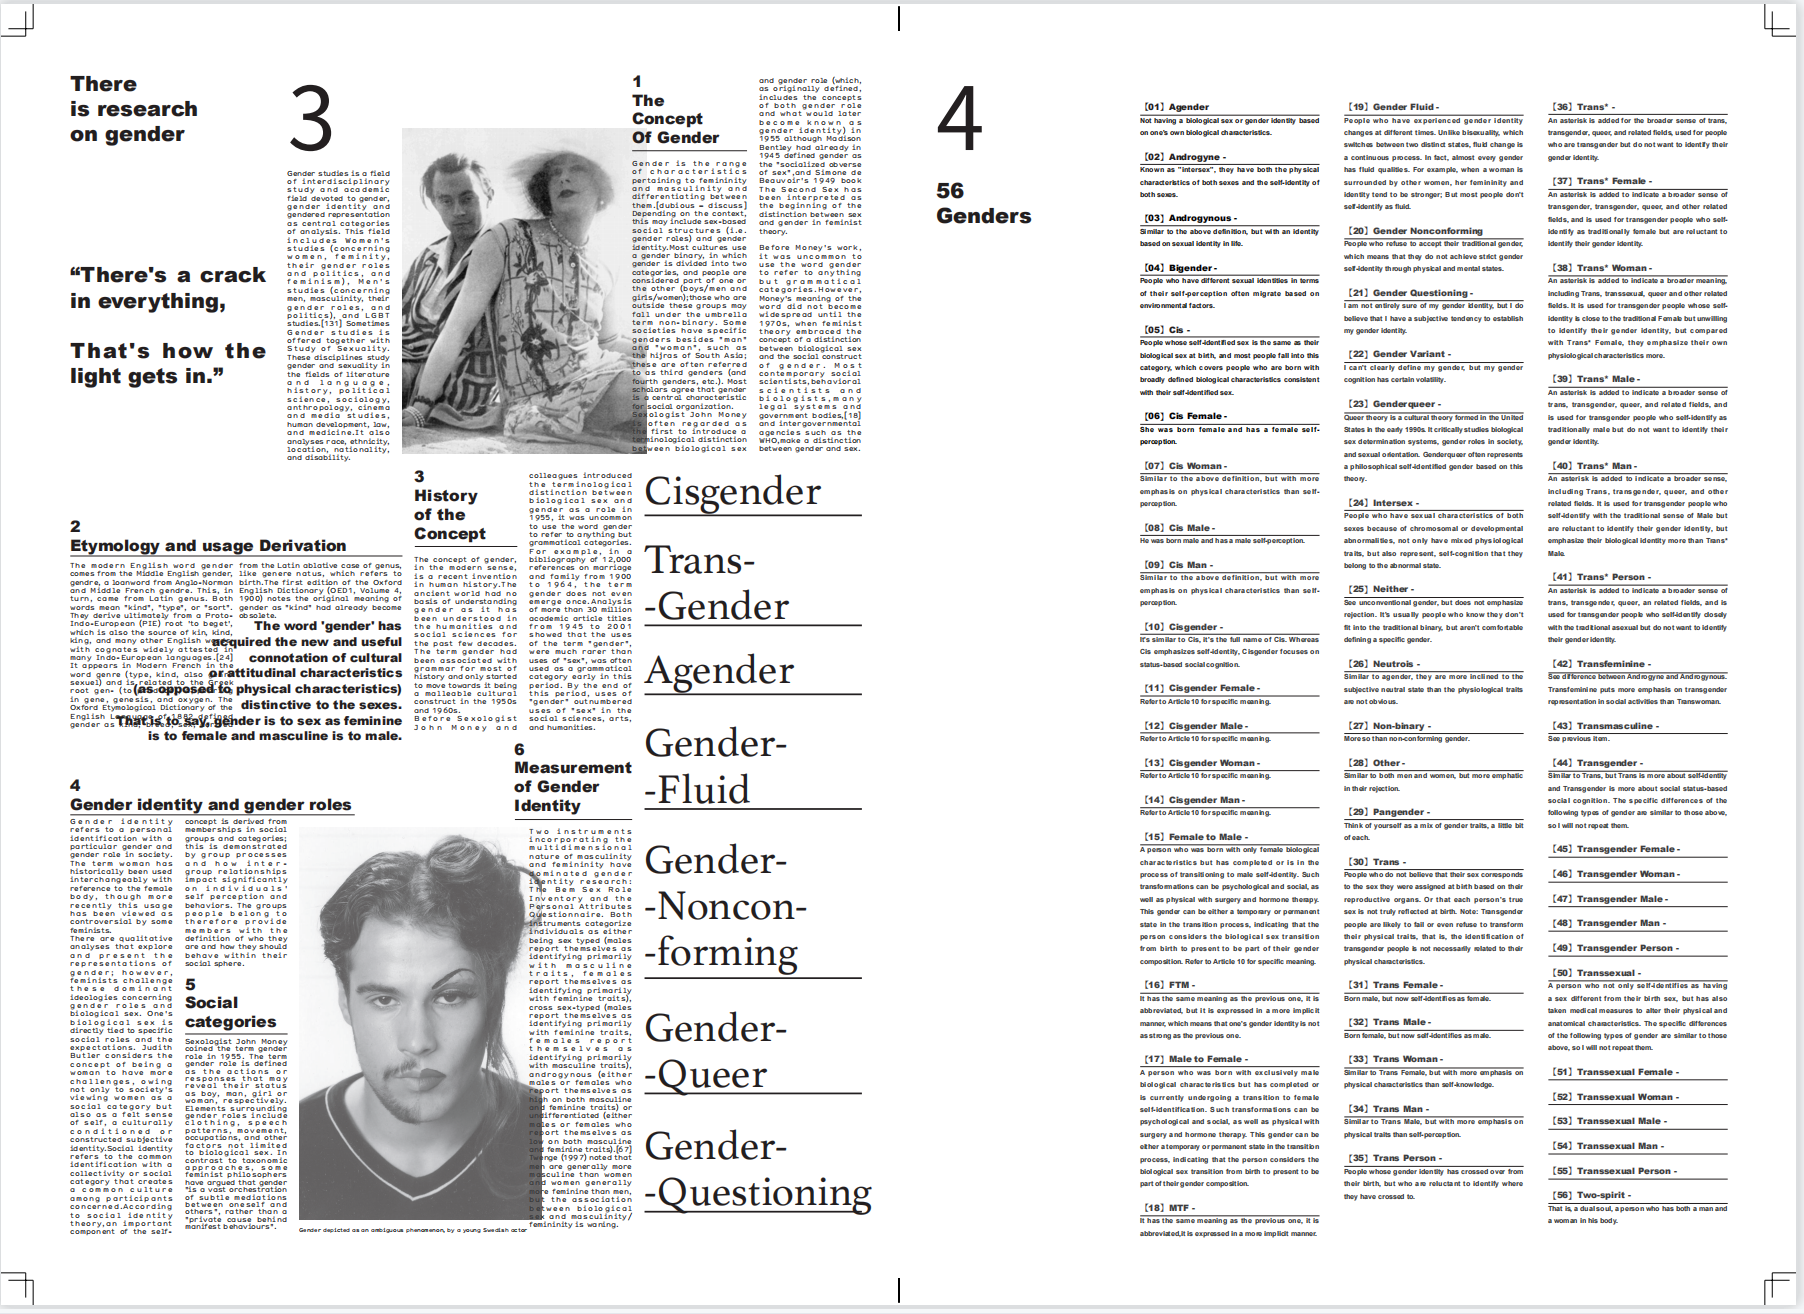 There
is research
on gender
“There's a crack
in everything,
That's how the
light gets in.”
3
Gender studies is a field
of interdisciplinary
study and academic
field devoted to gender,
gender identity and
gendered representation
as central categories
of analysis. This field
includes Women's
studies (concerning
women, feminity,
their gender roles
and politics, and
feminism), Men's
studies (concerning
men, masculinity, their
gender roles, and
politics), and LGBT
studies.[131] Sometimes
Gender studies is
offered together with
Study of Sexuality.
These disciplines study
gender and sexuality in
the fields of literature
and language,
history, political
science, sociology,
anthropology, cinema
and media studies,
human development, law,
and medicine.It also
analyses race, ethnicity,
location, nationality,
and disability.
1
The
Concept
Of Gender
Gender is the range
of characteristics
pertaining to femininity
and masculinity and
differentiating between
them.[dubious – discuss]
Depending on the context,
this may include sex-based
social structures (i.e.
gender roles) and gender
identity.Most cultures use
a gender binary, in which
gender is divided into two
categories, and people are
considered part of one or
the other (boys/men and
girls/women);those who are
outside these groups may
fall under the umbrella
term non-binary. Some
societies have specific
genders besides "man"
and "woman", such as
the hijras of South Asia;
these are often referred
to as third genders (and
fourth genders, etc.). Most
scholars agree that gender
is a central characteristic
for social organization.
Sexologist John Money
is often regarded as
the first to introduce a
terminological distinction
between biological sex
and gender role (which,
as originally defined,
includes the concepts
of both gender role
and what would later
become known as
gender identity) in
1955 although Madison
Bentley had already in
1945 defined gender as
the "socialized obverse
of sex",and Simone de
Beauvoir's 1949 book
The Second Sex has
been interpreted as
the beginning of the
distinction between sex
and gender in feminist
theory.
Before Money's work,
it was uncommon to
use the word gender
to refer to anything
but grammatical
categories.However,
Money's meaning of the
word did not become
widespread until the
1970s, when feminist
theory embraced the
concept of a distinction
between biological sex
and the social construct
of gender. Most
contemporary social
scientists,behavioral
scientists and
biologists,many
legal systems and
government bodies,[18]
and intergovernmental
agencies such as the
WHO,make a distinction
between gender and sex.
2
Etymology and usage Derivation
The modern English word gender
comes from the Middle English gender,
gendre, a loanword from Anglo-Norman
and Middle French gendre. This, in
turn, came from Latin genus. Both
words mean "kind", "type", or "sort".
They derive ultimately from a Proto-
Indo-European (PIE) root 'to beget',
which is also the source of kin, kind,
king, and many other English words,
with cognates widely attested in
many Indo-European languages.[24]
It appears in Modern French in the
word genre (type, kind, also genre
sexuel) and is related to the Greek
root gen- (to produce), appearing
in gene, genesis, and oxygen. The
Oxford Etymological Dictionary of the
English Language of 1882 defined
gender as kind, breed, sex, derived
from the Latin ablative case of genus,
like genere natus, which refers to
birth.The first edition of the Oxford
English Dictionary (OED1, Volume 4,
1900) notes the original meaning of
gender as "kind" had already become
obsolete.
The word 'gender' has
acquired the new and useful
connotation of cultural
or attitudinal characteristics
(as opposed to physical characteristics)
distinctive to the sexes.
That is to say, gender is to sex as feminine
is to female and masculine is to male.
3
History
of the
Concept
The concept of gender,
in the modern sense,
is a recent invention
in human history.The
ancient world had no
basis of understanding
gender as it has
been understood in
the humanities and
social sciences for
the past few decades.
The term gender had
been associated with
grammar for most of
history and only started
to move towards it being
a malleable cultural
construct in the 1950s
and 1960s.
Before Sexologist
John Money and
colleagues introduced
the terminological
distinction between
biological sex and
gender as a role in
1955, it was uncommon
to use the word gender
to refer to anything but
grammatical categories.
For example, in a
bibliography of 12,000
references on marriage
and family from 1900
to 1964, the term
gender does not even
emerge once.Analysis
of more than 30 million
academic article titles
from 1945 to 2001
showed that the uses
of the term "gender",
were much rarer than
uses of "sex", was often
used as a grammatical
category early in this
period. By the end of
this period, uses of
"gender" outnumbered
uses of "sex" in the
social sciences, arts,
and humanities.
4
Gender identity and gender roles
Gender identity
refers to a personal
identification with a
particular gender and
gender role in society.
The term woman has
historically been used
interchangeably with
reference to the female
body, though more
recently this usage
has been viewed as
controversial by some
feminists.
There are qualitative
analyses that explore
and present the
representations of
gender; however,
feminists challenge
these dominant
ideologies concerning
gender roles and
biological sex. One's
biological sex is
directly tied to specific
social roles and the
expectations. Judith
Butler considers the
concept of being a
woman to have more
challenges, owing
not only to society's
viewing women as a
social category but
also as a felt sense
of self, a culturally
conditioned or
constructed subjective
identity.Social identity
refers to the common
identification with a
collectivity or social
category that creates
a common culture
among participants
concerned.According
to social identity
theory,an important
component of the self-
concept is derived from
memberships in social
groups and categories;
this is demonstrated
by group processes
and how inter-
group relationships
impact significantly
on individuals'
self perception and
behaviors. The groups
people belong to
therefore provide
members with the
definition of who they
are and how they should
behave within their
social sphere.
5
Social
categories
Sexologist John Money
coined the term gender
role in 1955. The term
gender role is defined
as the actions or
responses that may
reveal their status
as boy, man, girl or
woman, respectively.
Elements surrounding
gender roles include
clothing, speech
patterns, movement,
occupations, and other
factors not limited
to biological sex. In
contrast to taxonomic
approaches, some
feminist philosophers
have argued that gender
"is a vast orchestration
of subtle mediations
between oneself and
others", rather than a
"private cause behind
manifest behaviours".
Gender depicted as an ambiguous phenomenon, by a young Swedish actor
6
Measurement
of Gender
Identity
Two instruments
incorporating the
multidimensional
nature of masculinity
and femininity have
dominated gender
identity research:
The Bem Sex Role
Inventory and the
Personal Attributes
Questionnaire. Both
instruments categorize
individuals as either
being sex typed (males
report themselves as
identifying primarily
with masculine
traits, females
report themselves as
identifying primarily
with feminine traits),
cross sex-typed (males
report themselves as
identifying primarily
with feminine traits,
females report
themselves as
identifying primarily
with masculine traits),
androgynous (either
males or females who
report themselves as
high on both masculine
and feminine traits) or
undifferentiated (either
males or females who
report themselves as
low on both masculine
and feminine traits).[67]
Twenge (1997) noted that
men are generally more
masculine than women
and women generally
more feminine than men,
but the association
between biological
sex and masculinity/
femininity is waning.
Cisgender
Trans-
-Gender
Agender
Gender-
-Fluid
Gender-
-Noncon-
-forming
Gender-
-Queer
Gender-
-Questioning
4
56
Genders
【01】Agender
Not having a biological sex or gender identity based
on one's own biological characteristics.
【02】Androgyne -
Known as "intersex", they have both the physical
characteristics of both sexes and the self-identity of
both sexes.
【03】Androgynous -
Similar to the above definition, but with an identity
based on sexual identity in life.
【04】Bigender -
People who have different sexual identities in terms
of their self-perception often migrate based on
environmental factors.
【05】Cis -
People whose self-identified sex is the same as their
biological sex at birth, and most people fall into this
category, which covers people who are born with
broadly defined biological characteristics consistent
with their self-identified sex.
【06】Cis Female -
She was born female and has a female self-
perception.
【07】Cis Woman -
Similar to the above definition, but with more
emphasis on physical characteristics than self-
perception.
【08】Cis Male -
He was born male and has a male self-perception.
【09】Cis Man -
Similar to the above definition, but with more
emphasis on physical characteristics than self-
perception.
【10】Cisgender -
It's similar to Cis, it's the full name of Cis. Whereas
Cis emphasizes self-identity, Cisgender focuses on
status-based social cognition.
【11】Cisgender Female -
Refer to Article 10 for specific meaning.
【12】Cisgender Male -
Refer to Article 10 for specific meaning.
【13】Cisgender Woman -
Refer to Article 10 for specific meaning.
【14】Cisgender Man -
Refer to Article 10 for specific meaning.
【15】Female to Male -
A person who was born with only female biological
characteristics but has completed or is in the
process of transitioning to male self-identity. Such
transformations can be psychological and social, as
well as physical with surgery and hormone therapy.
This gender can be either a temporary or permanent
state in the transition process, indicating that the
person considers the biological sex transition
from birth to present to be part of their gender
composition. Refer to Article 10 for specific meaning.
【16】FTM -
It has the same meaning as the previous one, it is
abbreviated, but it is expressed in a more implicit
manner, which means that one's gender identity is not
as strong as the previous one.
【17】Male to Female -
A person who was born with exclusively male
biological characteristics but has completed or
is currently undergoing a transition to female
self-identification. Such transformations can be
psychological and social, as well as physical with
surgery and hormone therapy. This gender can be
either a temporary or permanent state in the transition
process, indicating that the person considers the
biological sex transition from birth to present to be
part of their gender composition.
【18】MTF -
It has the same meaning as the previous one, it is
abbreviated,it is expressed in a more implicit manner.
【19】Gender Fluid -
People who have experienced gender identity
changes at different times. Unlike bisexuality, which
switches between two distinct states, fluid change is
a continuous process. In fact, almost every gender
has fluid qualities. For example, when a woman is
surrounded by other women, her femininity and
identity tend to be stronger; But most people don't
self-identify as fluid.
【20】Gender Nonconforming
People who refuse to accept their traditional gender,
which means that they do not achieve strict gender
self-identity through physical and mental states.
【21】Gender Questioning -
I am not entirely sure of my gender identity, but I do
believe that I have a subjective tendency to establish
my gender identity.
【22】Gender Variant -
I can't clearly define my gender, but my gender
cognition has certain volatility.
【23】Genderqueer -
Queer theory is a cultural theory formed in the United
States in the early 1990s. It critically studies biological
sex determination systems, gender roles in society,
and sexual orientation. Genderqueer often represents
a philosophical self-identified gender based on this
theory.
【24】Intersex -
People who have sexual characteristics of both
sexes because of chromosomal or developmental
abnormalities, not only have mixed physiological
traits, but also represent, self-cognition that they
belong to the abnormal state.
【25】Neither -
See unconventional gender, but does not emphasize
rejection. It's usually people who know they don't
fit into the traditional binary, but aren't comfortable
defining a specific gender.
【26】Neutrois -
Similar to agender, they are more inclined to the
subjective neutral state than the physiological traits
are not obvious.
【27】Non-binary -
More so than non-conforming gender.
【28】Other -
Similar to both men and women, but more emphatic
in their rejection.
【29】Pangender -
Think of yourself as a mix of gender traits, a little bit
of each.
【30】Trans -
People who do not believe that their sex corresponds
to the sex they were assigned at birth based on their
reproductive organs. Or that each person's true
sex is not truly reflected at birth. Note: Transgender
people are likely to fail or even refuse to transform
their physical traits, that is, the identification of
transgender people is not necessarily related to their
physical characteristics.
【31】Trans Female -
Born male, but now self-identifies as female.
【32】Trans Male -
Born female, but now self-identifies as male.
【33】Trans Woman -
Similar to Trans Female, but with more emphasis on
physical characteristics than self-knowledge.
【34】Trans Man -
Similar to Trans Male, but with more emphasis on
physical traits than self-perception.
【35】Trans Person -
People whose gender identity has crossed over from
their birth, but who are reluctant to identify where
they have crossed to.
【36】Trans* -
An asterisk is added for the broader sense of trans,
transgender, queer, and related fields, used for people
who are transgender but do not want to identify their
gender identity.
【37】Trans* Female -
An asterisk is added to indicate a broader sense of
transgender, transgender, queer, and other related
fields, and is used for transgender people who self-
identify as traditionally female but are reluctant to
identify their gender identity.
【38】Trans* Woman -
An asterisk is added to indicate a broader meaning,
including Trans, transsexual, queer and other related
fields. It is used for transgender people whose self-
identity is close to the traditional Female but unwilling
to identify their gender identity, but compared
with Trans* Female, they emphasize their own
physiological characteristics more.
【39】Trans* Male -
An asterisk is added to indicate a broader sense of
trans, transgender, queer, and related fields, and
is used for transgender people who self-identify as
traditionally male but do not want to identify their
gender identity.
【40】Trans* Man -
An asterisk is added to indicate a broader sense,
including Trans, transgender, queer, and other
related fields. It is used for transgender people who
self-identify with the traditional sense of Male but
are reluctant to identify their gender identity, but
emphasize their biological identity more than Trans*
Male.
【41】Trans* Person -
An asterisk is added to indicate a broader sense of
trans, transgender, queer, an related fields, and is
used for transgender people who self-identify closely
with the traditional asexual but do not want to identify
their gender identity.
【42】Transfeminine -
See difference between Androgyne and Androgynous.
Transfeminine puts more emphasis on transgender
representation in social activities than Transwoman.
【43】Transmasculine -
See previous item.
【44】Transgender -
Similar to Trans, but Trans is more about self-identity
and Transgender is more about social status-based
social cognition. The specific differences of the
following types of gender are similar to those above,
so I will not repeat them.
【45】Transgender Female -
【46】Transgender Woman -
【47】Transgender Male -
【48】Transgender Man -
【49】Transgender Person -
【50】Transsexual -
A person who not only self-identifies as having
a sex different from their birth sex, but has also
taken medical measures to alter their physical and
anatomical characteristics. The specific differences
of the following types of gender are similar to those
above, so I will not repeat them.
【51】Transsexual Female -
【52】Transsexual Woman -
【53】Transsexual Male -
【54】Transsexual Man -
【55】Transsexual Person -
【56】Two-spirit -
That is, a dual soul, a person who has both a man and
a woman in his body.